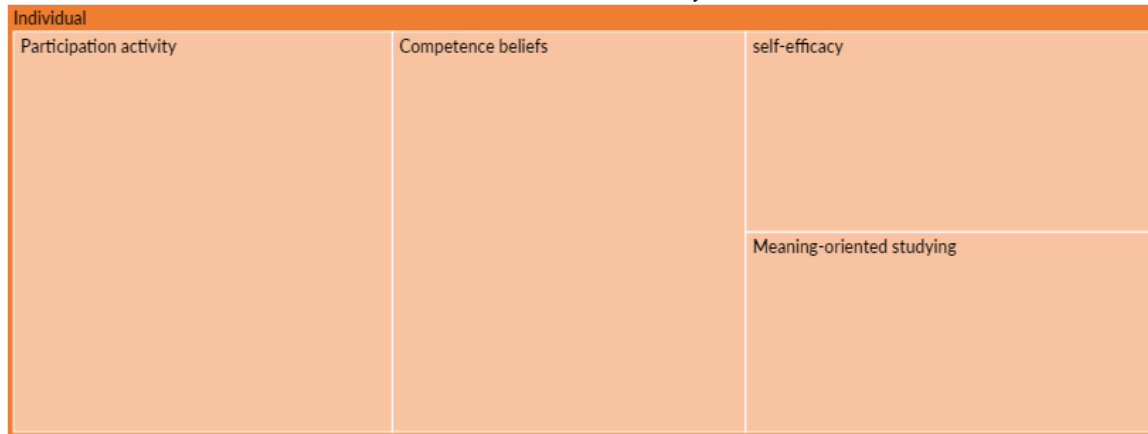 Individual
Participation activity
Competence beliefs
self-efficacy
Meaning-oriented studying